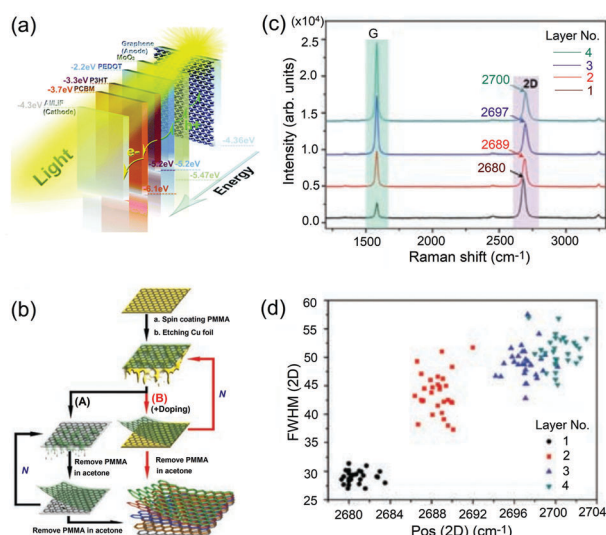 (a)
Graphene
(Anode)
MoO₃
PEDOT
-2.2eV
P3HT
-3.3eV
PCBM
-3.7eV
-4.3eV
(Cathode)
Light
e-
-4.36eV
-5.2eV
-5.2eV
-5.47eV
-6.1eV
Energy
(b)
a. Spin coating PMMA
b. Etching Cu foil
N
(A)
(B)
(+Doping)
N
Remove PMMA
in acetone
Remove PMMA
in acetone
Remove PMMA in acetone
(c)
2.5
×10⁴
G
Layer No.
4
3
2
1
2.0
1.5
1.0
0.5
0.0
2D
2700
2697
2689
2680
Intensity (arb. units)
1500
2000
2500
3000
Raman shift (cm-1)
(d)
60
55
50
45
40
35
30
25
FWHM (2D)
Layer No.
1
2
3
4
2680
2684
2688
2692
2696
2700
2704
Pos (2D) (cm-1)